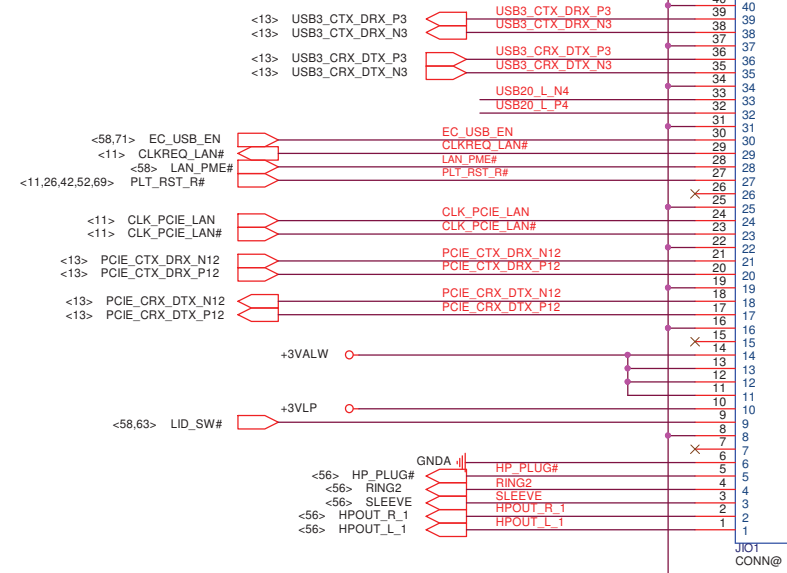 40 40
<13> USB3_CTX_DRX_P3 USB3_CTX_DRX_P3 39 39
<13> USB3_CTX_DRX_N3 USB3_CTX_DRX_N3 38 38
37 37
<13> USB3_CRX_DTX_P3 USB3_CRX_DTX_P3 36 36
<13> USB3_CRX_DTX_N3 USB3_CRX_DTX_N3 35 35
34 34
USB20_L_N4 33 33
USB20_L_P4 32 32
31 31
<58,71> EC_USB_EN EC_USB_EN 30 30
<11> CLKREQ_LAN# CLKREQ_LAN# 29 29
<58> LAN_PME# LAN_PME# 28 28
<11,26,42,52,69> PLT_RST_R# PLT_RST_R# 27 27
26 26
25 25
<11> CLK_PCIE_LAN CLK_PCIE_LAN 24 24
<11> CLK_PCIE_LAN# CLK_PCIE_LAN# 23 23
22 22
<13> PCIE_CTX_DRX_N12 PCIE_CTX_DRX_N12 21 21
<13> PCIE_CTX_DRX_P12 PCIE_CTX_DRX_P12 20 20
19 19
<13> PCIE_CRX_DTX_N12 PCIE_CRX_DTX_N12 18 18
<13> PCIE_CRX_DTX_P12 PCIE_CRX_DTX_P12 17 17
16 16
15 15
+3VALW 14 14
13 13
12 12
11 11
+3VLP 10 10
<58,63> LID_SW# 9 9
8 8
7 7
GNDA 6 6
<56> HP_PLUG# HP_PLUG# 5 5
<56> RING2 RING2 4 4
<56> SLEEVE SLEEVE 3 3
<56> HPOUT_R_1 HPOUT_R_1 2 2
<56> HPOUT_L_1 HPOUT_L_1 1 1
JIO1
CONN@